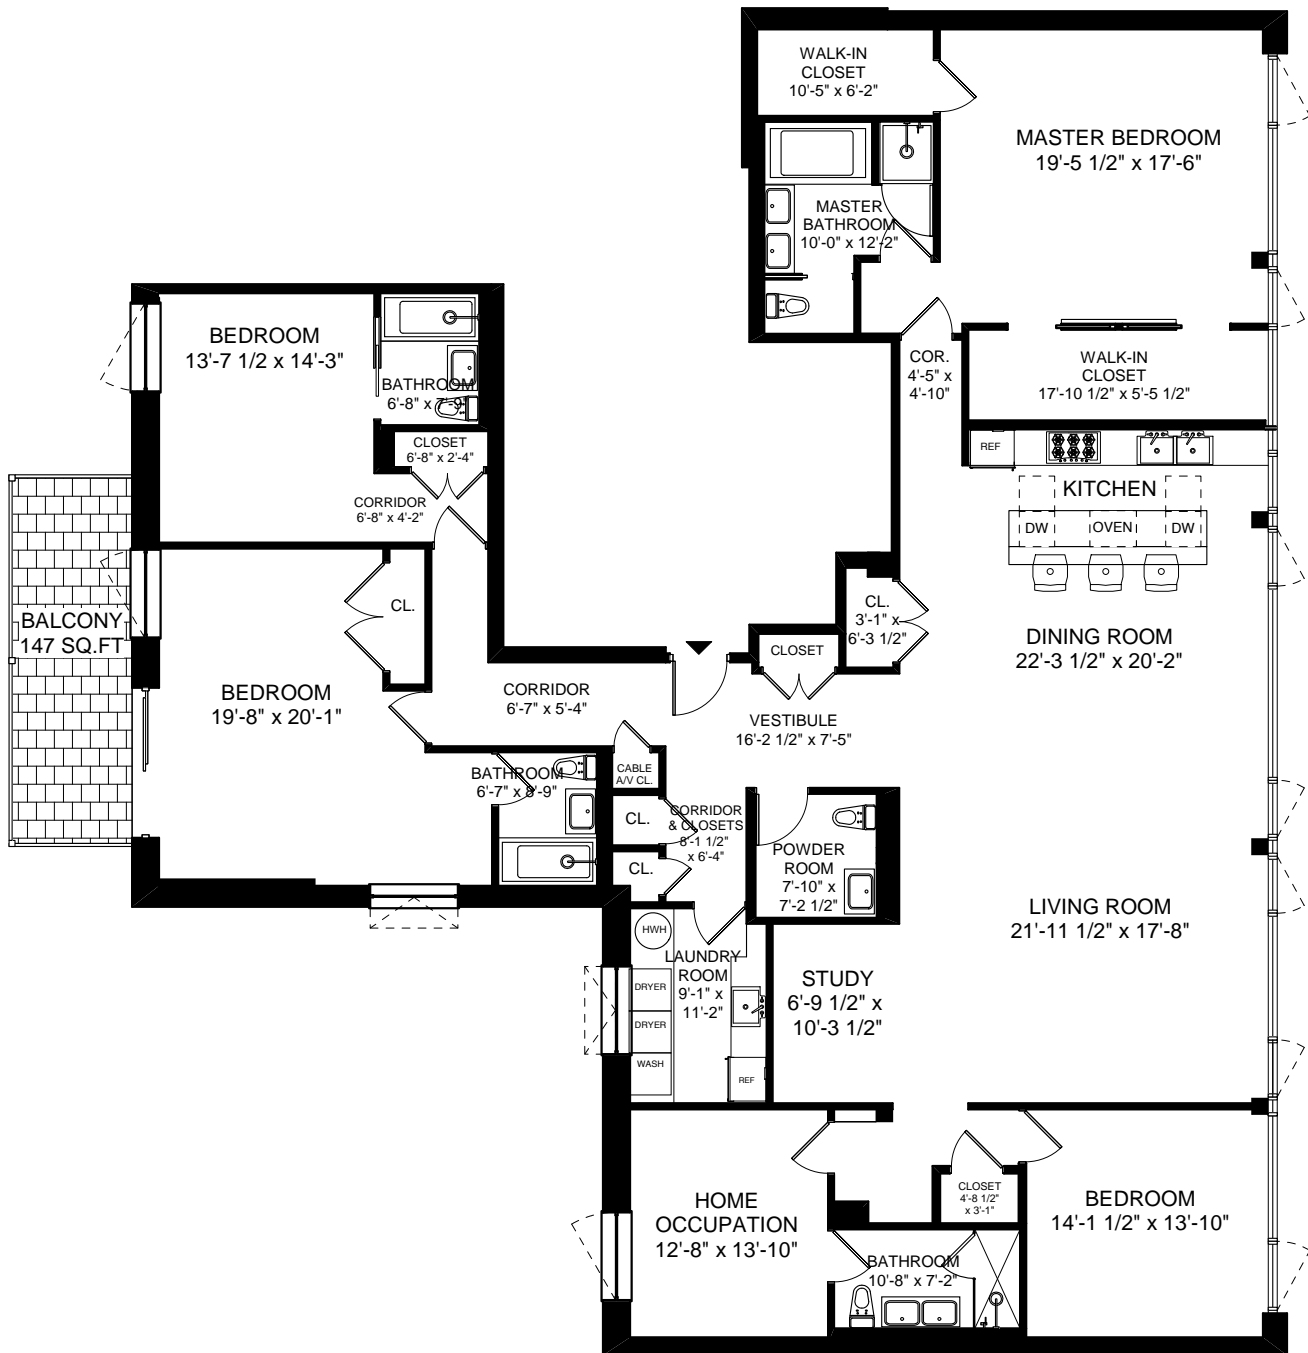 WALK-IN
CLOSET
10'-5" x 6'-2"
MASTER BEDROOM
19'-5 1/2" x 17'-6"
MASTER
BATHROOM
10'-0" x 12'-2"
BEDROOM
13'-7 1/2 x 14'-3"
BATHROOM
6'-8" x 7'-9"
COR.
4'-5" x
4'-10"
WALK-IN
CLOSET
17'-10 1/2" x 5'-5 1/2"
CLOSET
6'-8" x 2'-4"
CORRIDOR
6'-8" x 4'-2"
REF
KITCHEN
DW
OVEN
DW
CL.
CL.
3'-1" x
6'-3 1/2"
BALCONY
147 SQ.FT
DINING ROOM
22'-3 1/2" x 20'-2"
CLOSET
BEDROOM
19'-8" x 20'-1"
CORRIDOR
6'-7" x 5'-4"
VESTIBULE
16'-2 1/2" x 7'-5"
BATHROOM
6'-7" x 8'-9"
CABLE
A/V CL.
CL.
CORRIDOR
& CLOSETS
8'-1 1/2"
x 6'-4"
CL.
POWDER
ROOM
7'-10" x
7'-2 1/2"
LIVING ROOM
21'-11 1/2" x 17'-8"
HWH
LAUNDRY
ROOM
9'-1" x
11'-2"
DRYER
DRYER
WASH
REF
STUDY
6'-9 1/2" x
10'-3 1/2"
HOME
OCCUPATION
12'-8" x 13'-10"
CLOSET
4'-8 1/2"
x 3'-1"
BEDROOM
14'-1 1/2" x 13'-10"
BATHROOM
10'-8" x 7'-2"